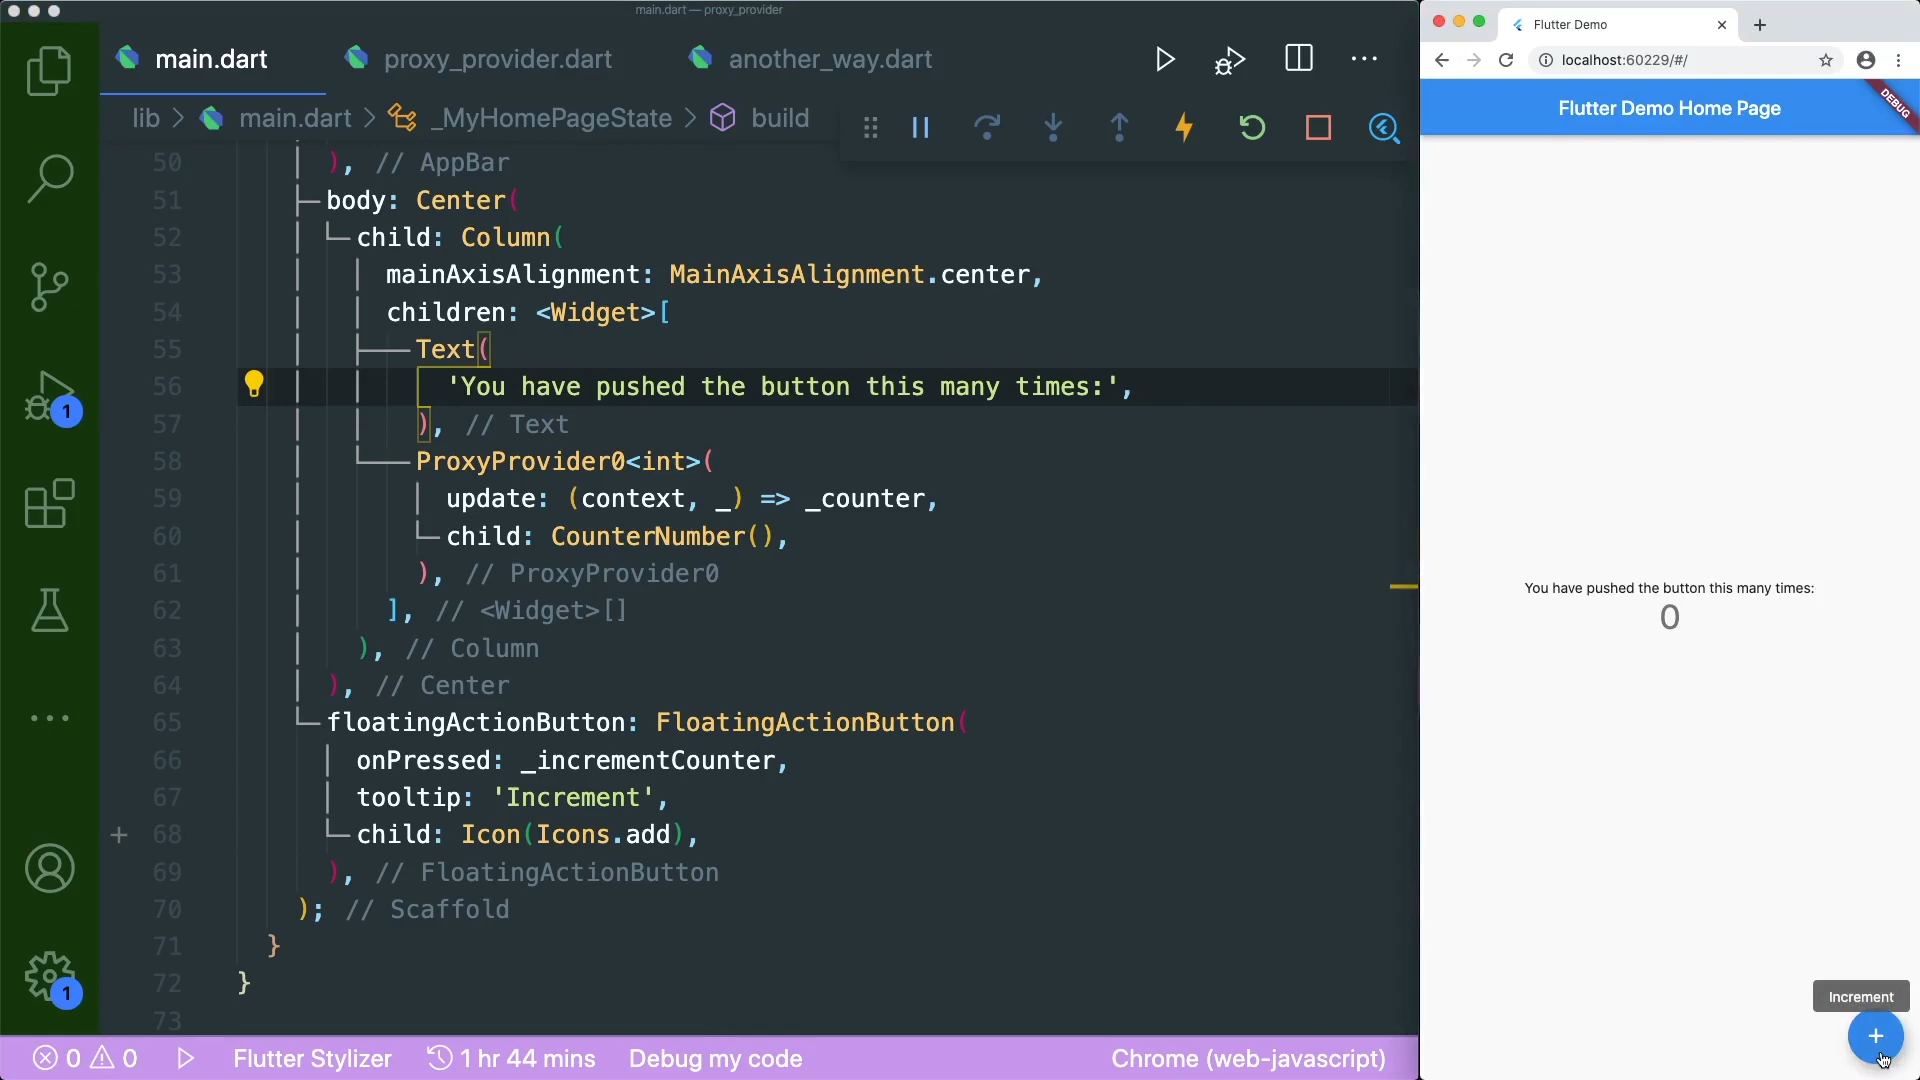 main.dart — proxy_provider
main.dart
proxy_provider.dart
another_way.dart
lib > main.dart > _MyHomePageState > build
50 ), // AppBar
51 body: Center(
52 child: Column(
53 mainAxisAlignment: MainAxisAlignment.center,
54 children: <Widget>[
55 Text(
56 'You have pushed the button this many times:',
57 ), // Text
58 ProxyProvider0<int>(
59 update: (context, _) => _counter,
60 child: CounterNumber(),
61 ), // ProxyProvider0
62 ], // <Widget>[]
63 ), // Column
64 ), // Center
65 floatingActionButton: FloatingActionButton(
66 onPressed: _incrementCounter,
67 tooltip: 'Increment',
68 child: Icon(Icons.add),
69 ), // FloatingActionButton
70 ); // Scaffold
71 }
72 }
73
1
1
0 0 Flutter Stylizer 1 hr 44 mins Debug my code Chrome (web-javascript)
Flutter Demo
localhost:60229/#/
Flutter Demo Home Page
DEBUG
You have pushed the button this many times:
0
Increment